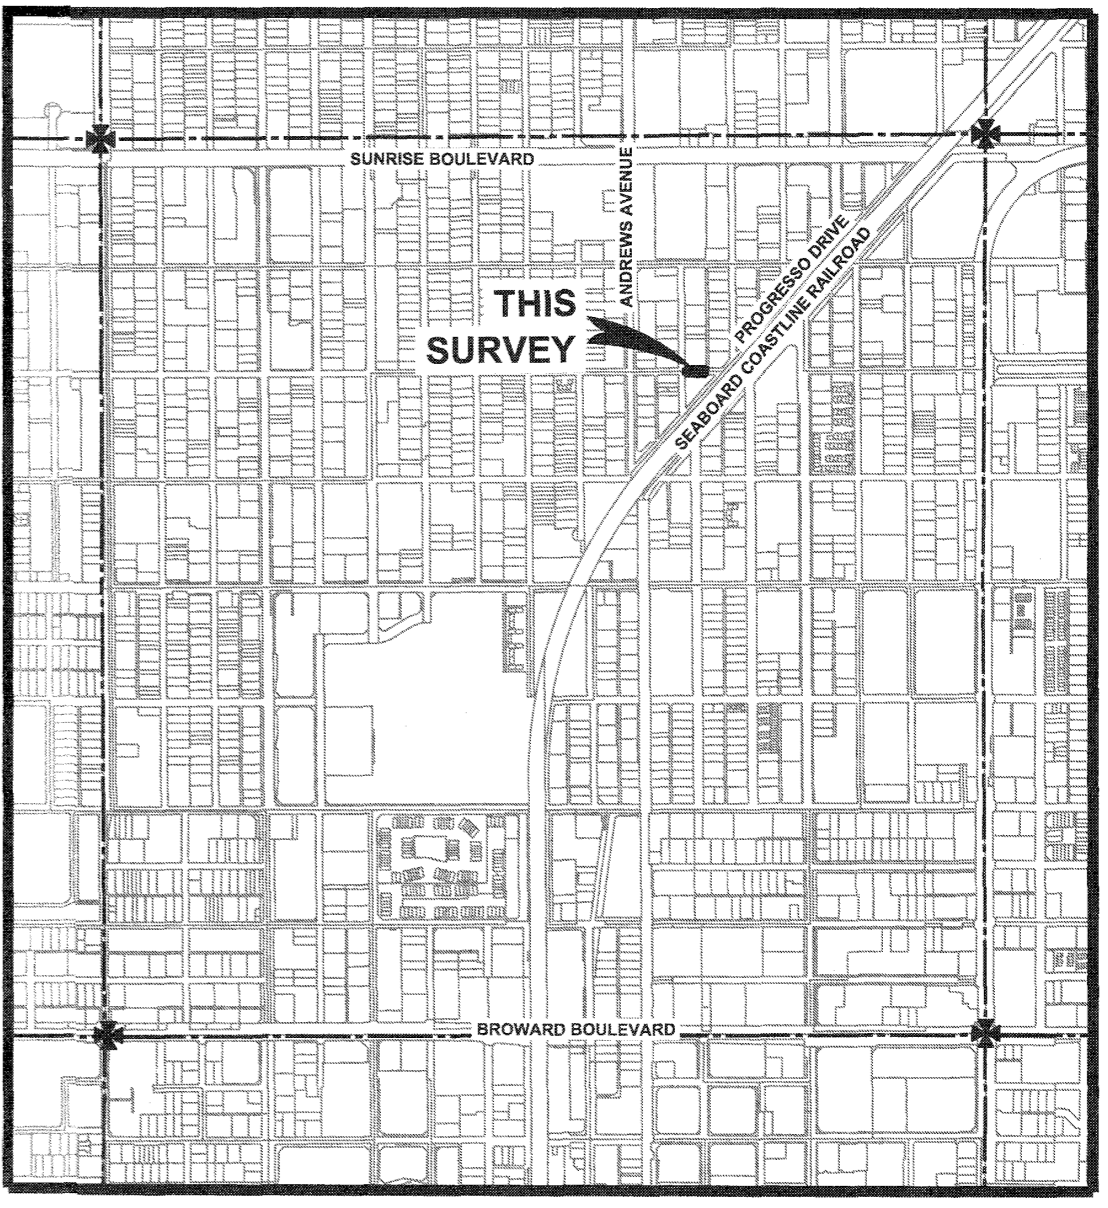 SUNRISE BOULEVARD
ANDREWS AVENUE
PROGRESSO DRIVE
SEABOARD COASTLINE RAILROAD
THIS
SURVEY
BROWARD BOULEVARD